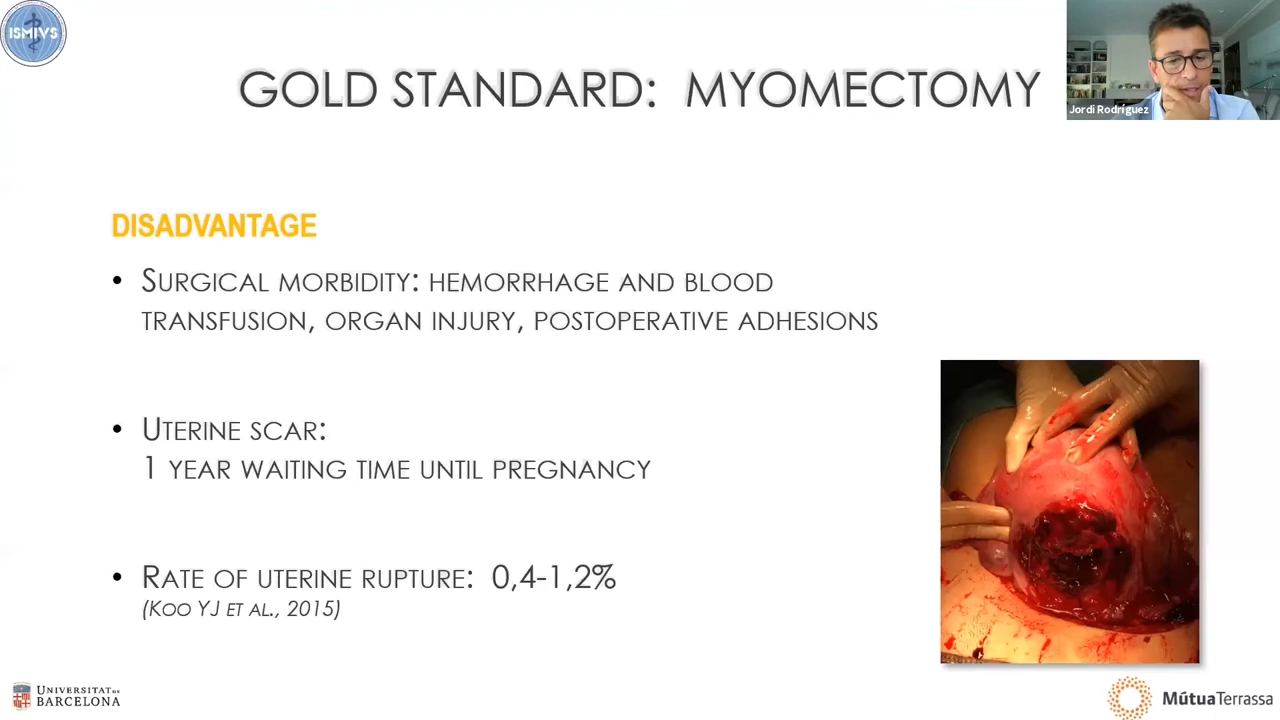 ISMIVS
GOLD STANDARD: MYOMECTOMY
Jordi Rodríguez
DISADVANTAGE
• SURGICAL MORBIDITY: HEMORRHAGE AND BLOOD
TRANSFUSION, ORGAN INJURY, POSTOPERATIVE ADHESIONS
• UTERINE SCAR:
1 YEAR WAITING TIME UNTIL PREGNANCY
• RATE OF UTERINE RUPTURE: 0,4-1,2%
(KOO YJ ET AL., 2015)
UNIVERSITAT DE
BARCELONA
MútuaTerrassa